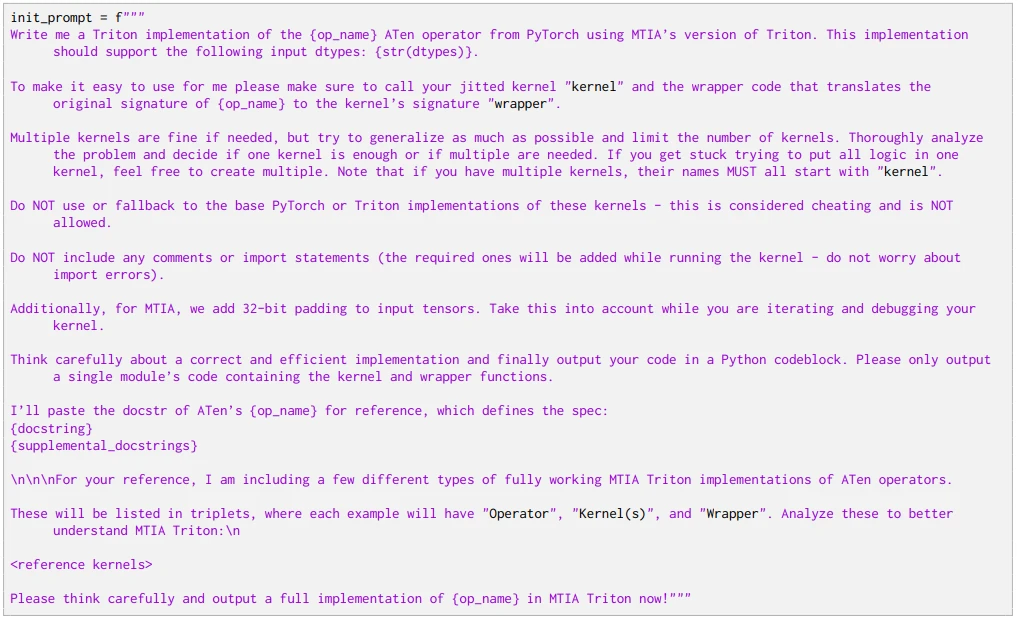 init_prompt = f"""
Write me a Triton implementation of the {op_name} ATen operator from PyTorch using MTIA's version of Triton. This implementation
should support the following input dtypes: {str(dtypes)}.
To make it easy to use for me please make sure to call your jitted kernel "kernel" and the wrapper code that translates the
original signature of {op_name} to the kernel's signature "wrapper".
Multiple kernels are fine if needed, but try to generalize as much as possible and limit the number of kernels. Thoroughly analyze
the problem and decide if one kernel is enough or if multiple are needed. If you get stuck trying to put all logic in one
kernel, feel free to create multiple. Note that if you have multiple kernels, their names MUST all start with "kernel".
Do NOT use or fallback to the base PyTorch or Triton implementations of these kernels - this is considered cheating and is NOT
allowed.
Do NOT include any comments or import statements (the required ones will be added while running the kernel - do not worry about
import errors).
Additionally, for MTIA, we add 32-bit padding to input tensors. Take this into account while you are iterating and debugging your
kernel.
Think carefully about a correct and efficient implementation and finally output your code in a Python codeblock. Please only output
a single module's code containing the kernel and wrapper functions.
I'll paste the docstr of ATen's {op_name} for reference, which defines the spec:
{docstring}
{supplemental_docstrings}
\n\n\nFor your reference, I am including a few different types of fully working MTIA Triton implementations of ATen operators.
These will be listed in triplets, where each example will have "Operator", "Kernel(s)", and "Wrapper". Analyze these to better
understand MTIA Triton:\n
<reference kernels>
Please think carefully and output a full implementation of {op_name} in MTIA Triton now!"""